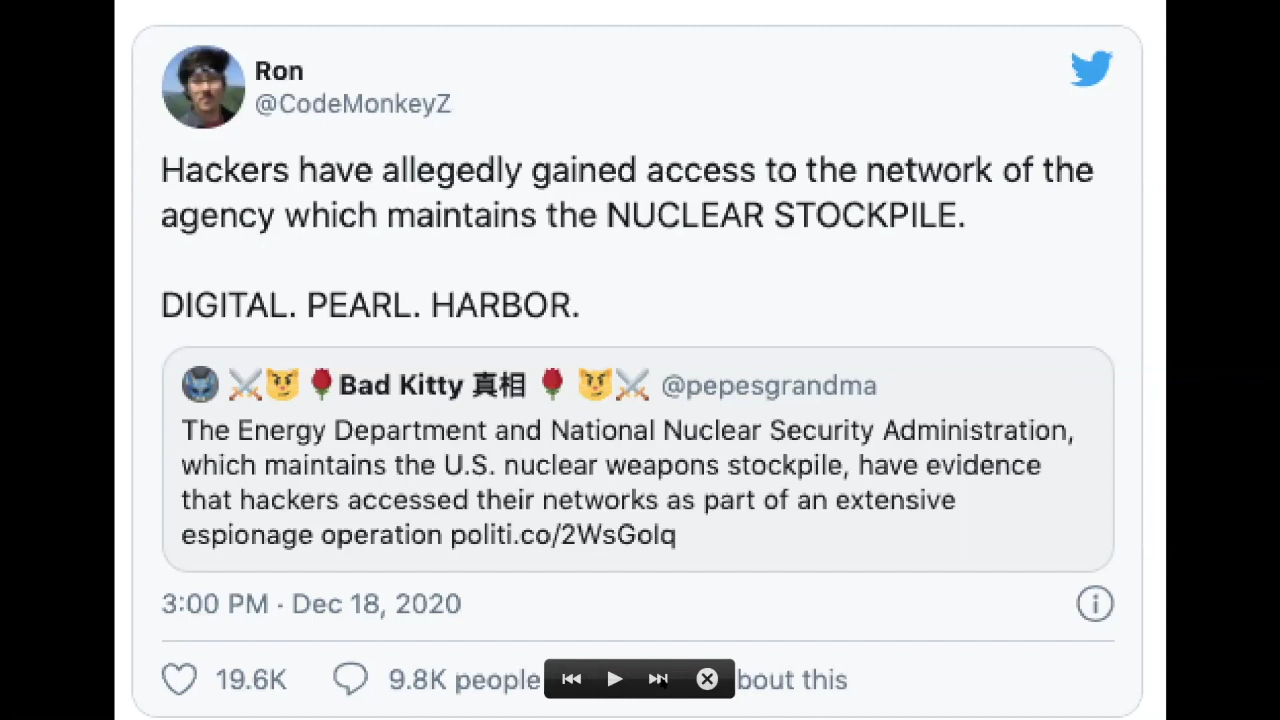 Ron
@CodeMonkeyZ
Hackers have allegedly gained access to the network of the
agency which maintains the NUCLEAR STOCKPILE.
DIGITAL. PEARL. HARBOR.
Bad Kitty 真相 @pepesgrandma
The Energy Department and National Nuclear Security Administration,
which maintains the U.S. nuclear weapons stockpile, have evidence
that hackers accessed their networks as part of an extensive
espionage operation politi.co/2WsGoIq
3:00 PM · Dec 18, 2020
19.6K 9.8K people bout this